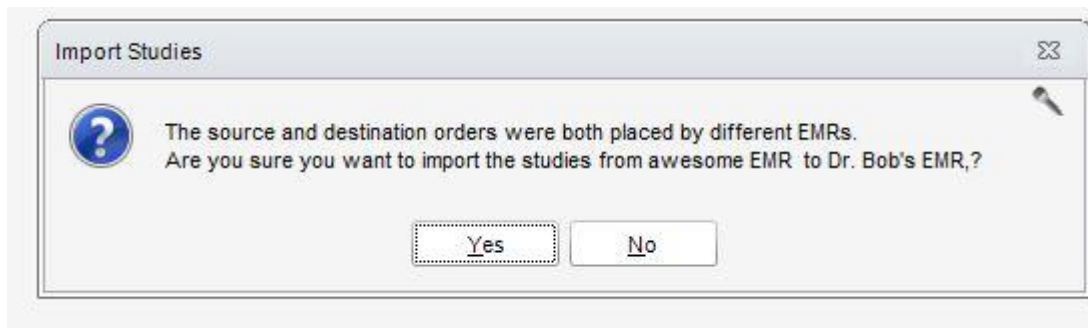 Import Studies
The source and destination orders were both placed by different EMRs.
Are you sure you want to import the studies from awesome EMR  to Dr. Bob's EMR,?
Yes
No